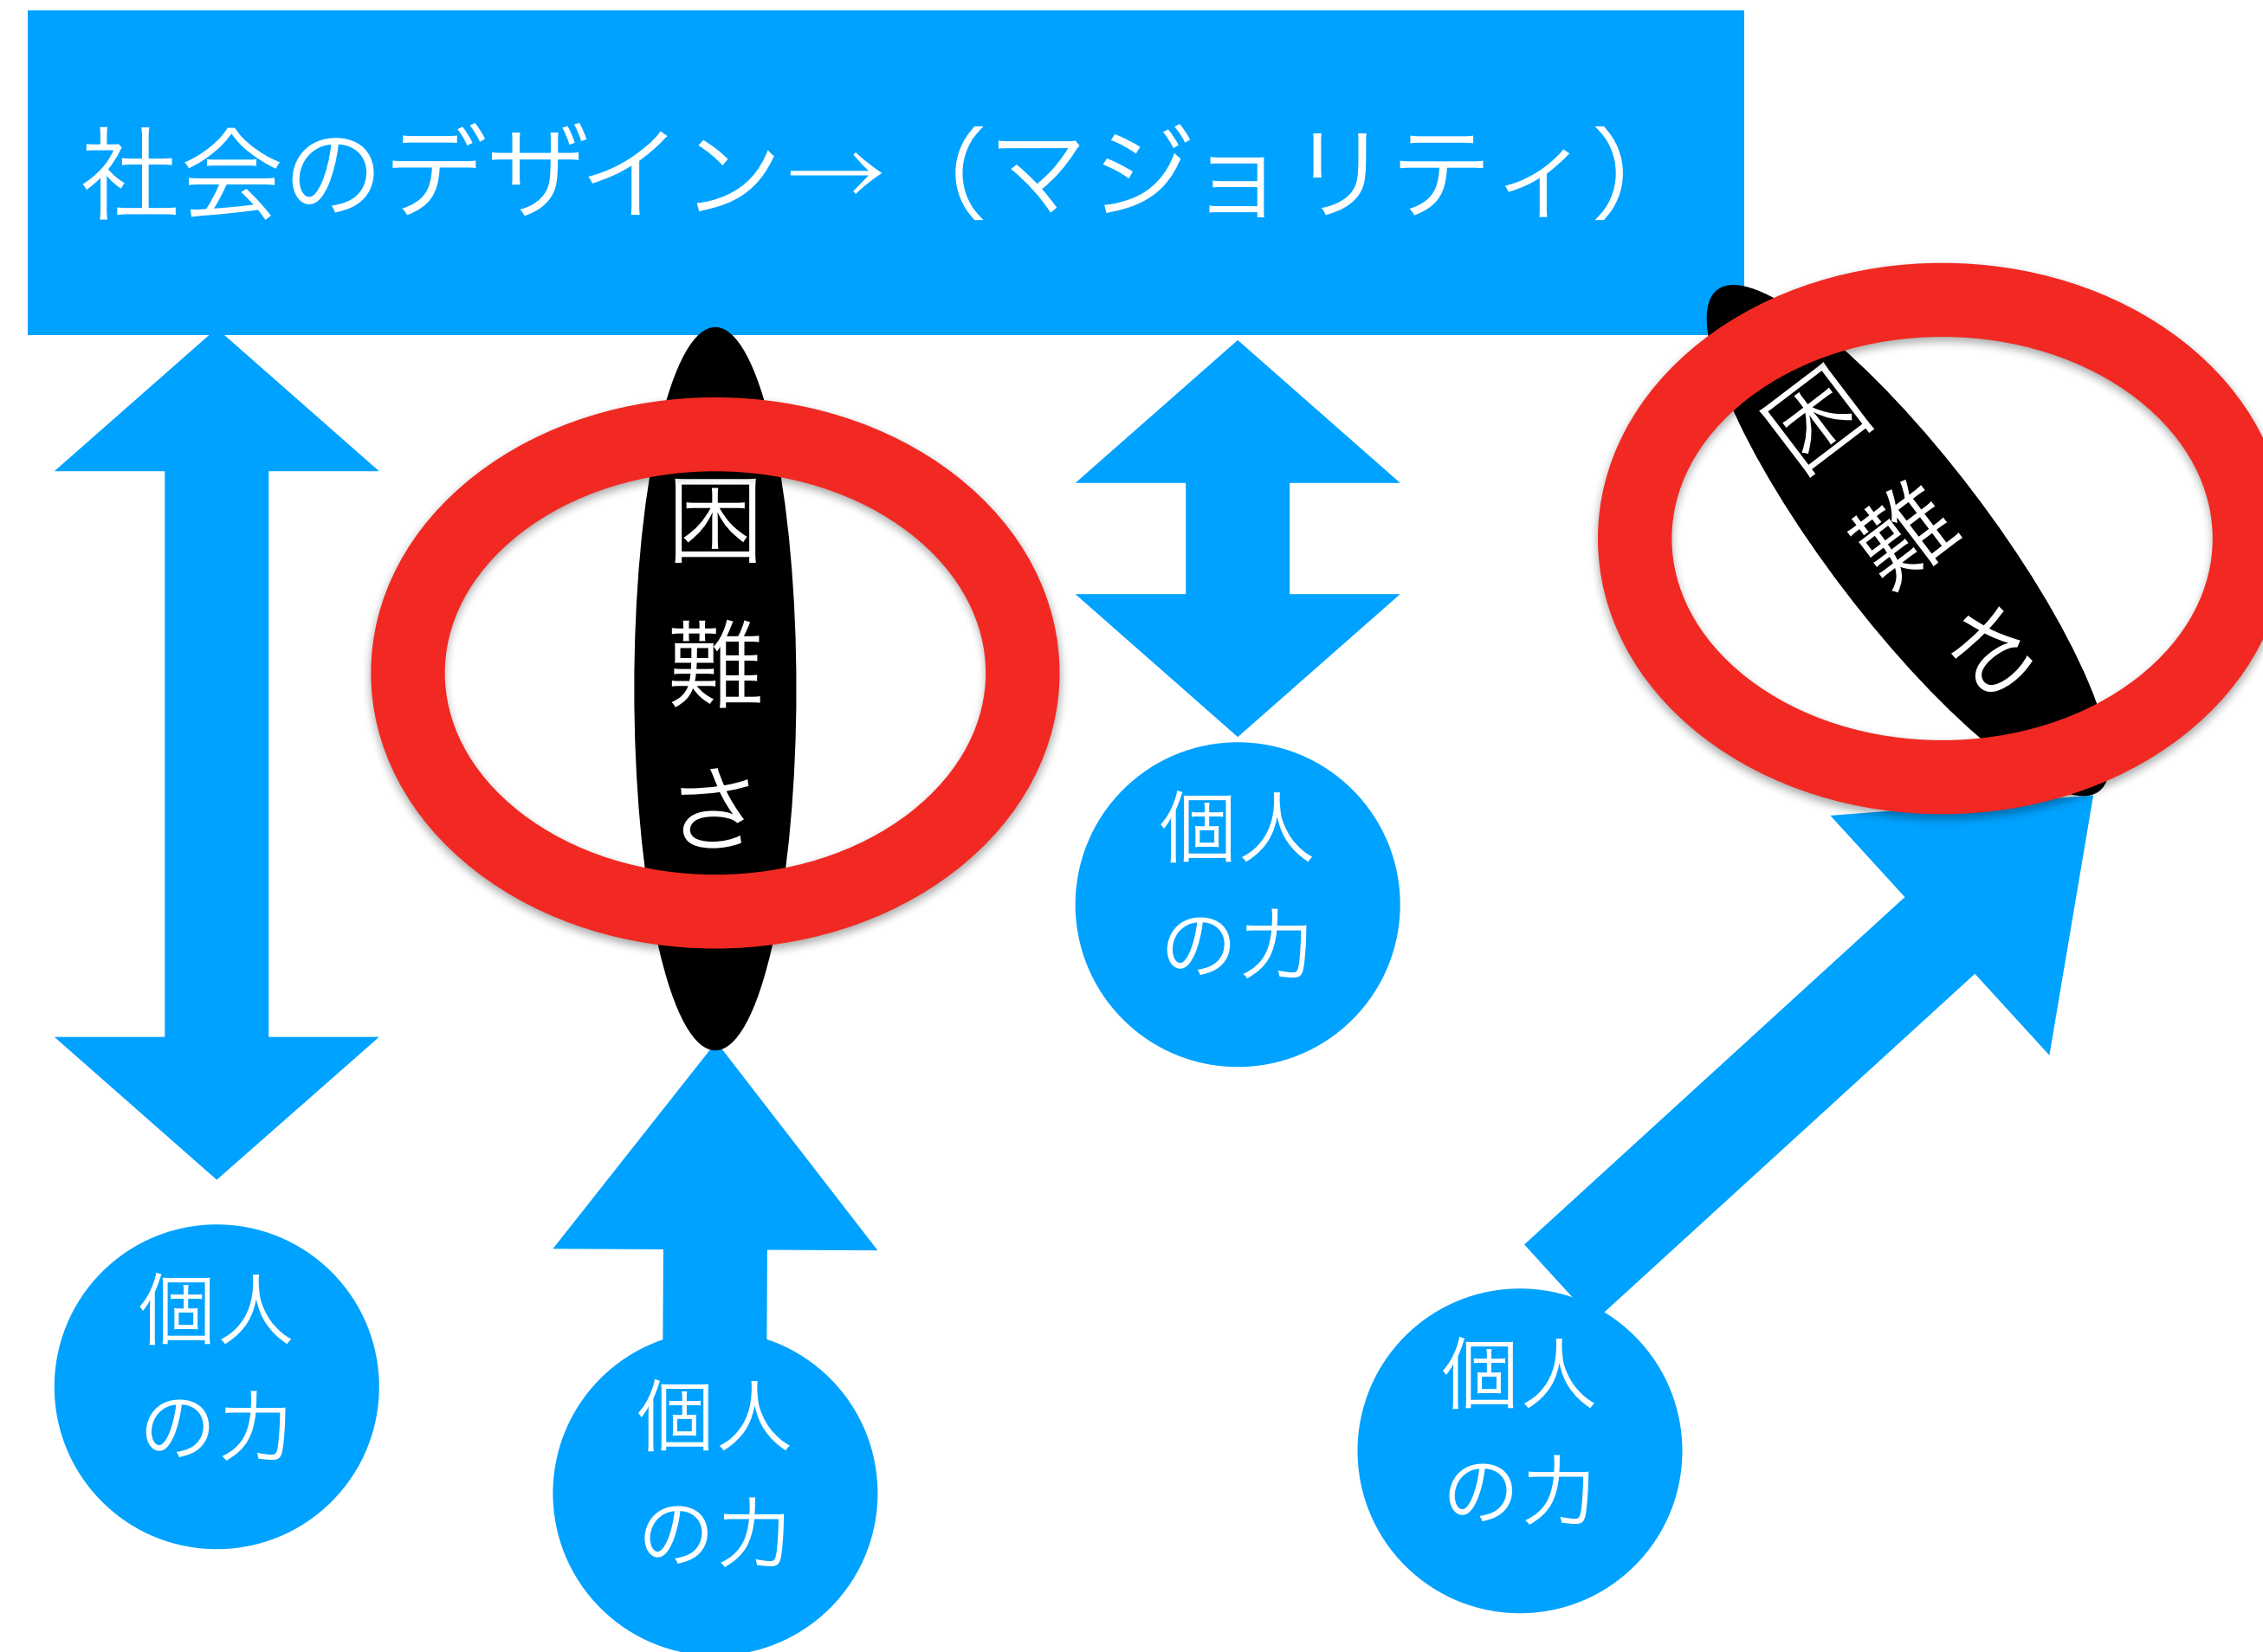 社会のデザイン→（マジョリティ）
困難さ
困難さ
個人
の力
個人
の力
個人
の力
個人
の力